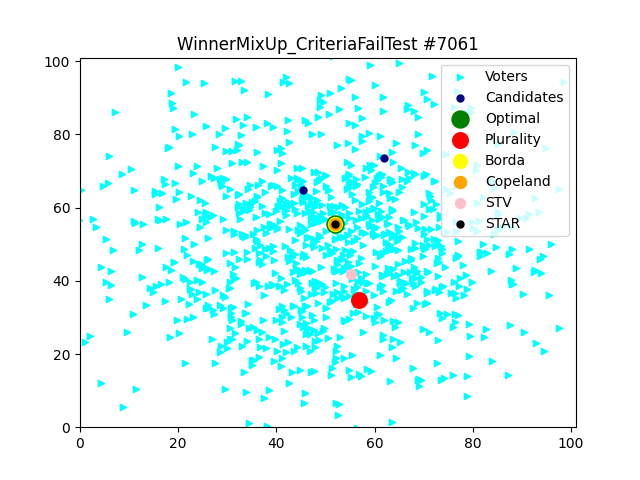 WinnerMixUp_CriteriaFailTest #7061
100
80
60
40
20
0
0 20 40 60 80 100
Voters
Candidates
Optimal
Plurality
Borda
Copeland
STV
STAR